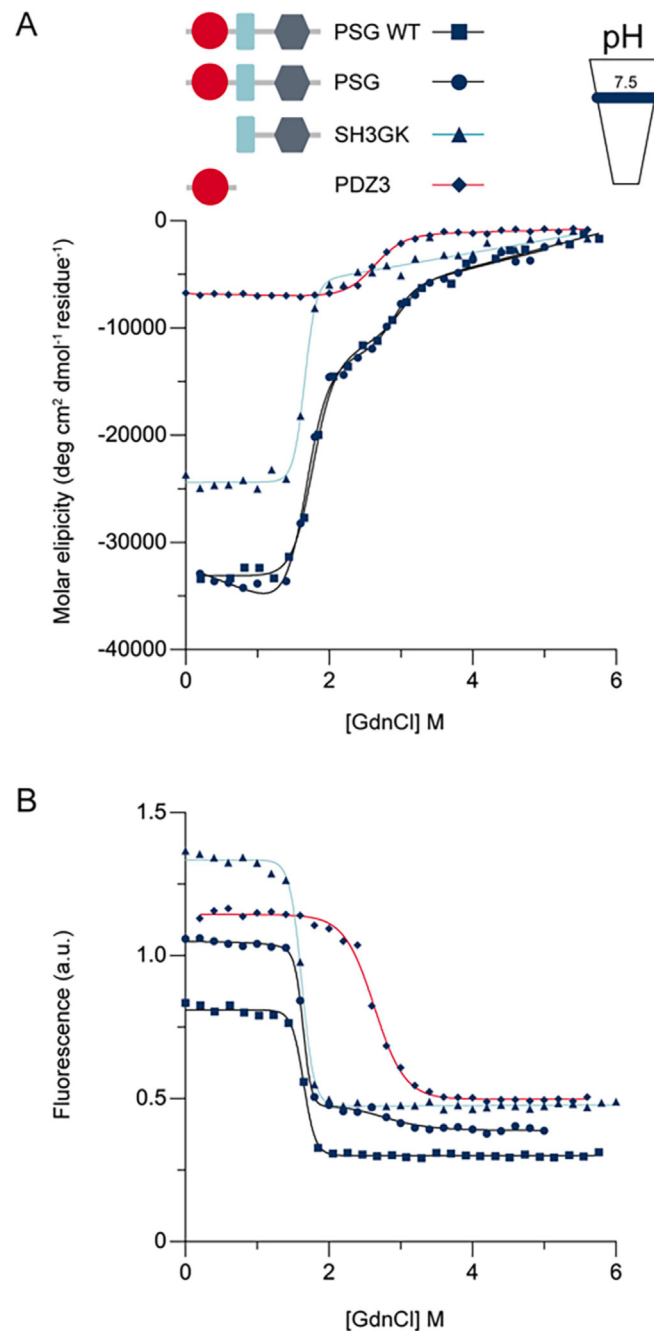 A
PSG WT
PSG
SH3GK
PDZ3
pH
7.5
0
-10000
-20000
-30000
-40000
Molar elipicity (deg cm² dmol⁻¹ residue⁻¹)
0 2 4 6
[GdnCl] M
B
1.5
1.0
0.5
0
Fluorescence (a.u.)
0 2 4 6
[GdnCl] M